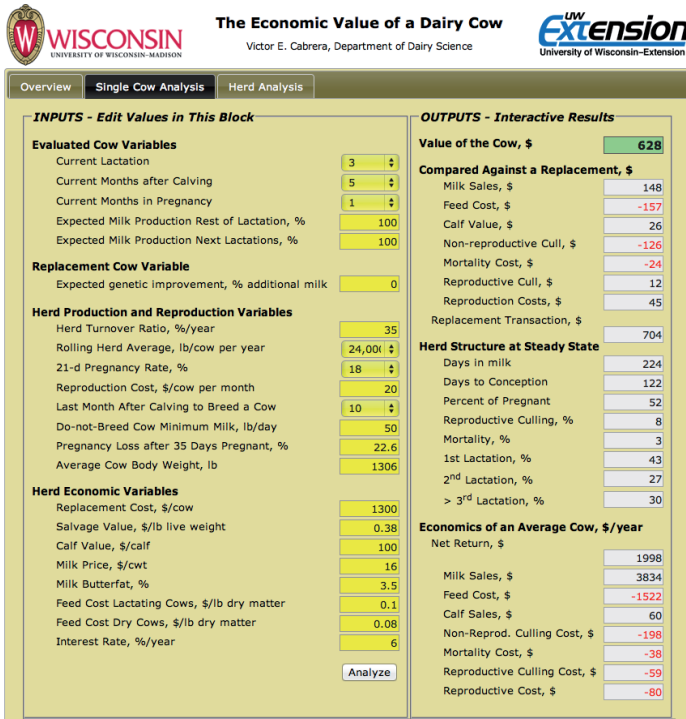 WISCONSIN
UNIVERSITY OF WISCONSIN-MADISON
The Economic Value of a Dairy Cow
Victor E. Cabrera, Department of Dairy Science
UW
Extension
University of Wisconsin-Extension
Overview Single Cow Analysis Herd Analysis
INPUTS - Edit Values in This Block
Evaluated Cow Variables
Current Lactation 3
Current Months after Calving 5
Current Months in Pregnancy 1
Expected Milk Production Rest of Lactation, % 100
Expected Milk Production Next Lactations, % 100
Replacement Cow Variable
Expected genetic improvement, % additional milk 0
Herd Production and Reproduction Variables
Herd Turnover Ratio, %/year 35
Rolling Herd Average, lb/cow per year 24,00
21-d Pregnancy Rate, % 18
Reproduction Cost, $/cow per month 20
Last Month After Calving to Breed a Cow 10
Do-not-Breed Cow Minimum Milk, lb/day 50
Pregnancy Loss after 35 Days Pregnant, % 22.6
Average Cow Body Weight, lb 1306
Herd Economic Variables
Replacement Cost, $/cow 1300
Salvage Value, $/lb live weight 0.38
Calf Value, $/calf 100
Milk Price, $/cwt 16
Milk Butterfat, % 3.5
Feed Cost Lactating Cows, $/lb dry matter 0.1
Feed Cost Dry Cows, $/lb dry matter 0.08
Interest Rate, %/year 6
Analyze
OUTPUTS - Interactive Results
Value of the Cow, $ 628
Compared Against a Replacement, $
Milk Sales, $ 148
Feed Cost, $ -157
Calf Value, $ 26
Non-reproductive Cull, $ -126
Mortality Cost, $ -24
Reproductive Cull, $ 12
Reproduction Costs, $ 45
Replacement Transaction, $
704
Herd Structure at Steady State
Days in milk 224
Days to Conception 122
Percent of Pregnant 52
Reproductive Culling, % 8
Mortality, % 3
1st Lactation, % 43
2nd Lactation, % 27
> 3rd Lactation, % 30
Economics of an Average Cow, $/year
Net Return, $
1998
Milk Sales, $ 3834
Feed Cost, $ -1522
Calf Sales, $ 60
Non-Reprod. Culling Cost, $ -198
Mortality Cost, $ -38
Reproductive Culling Cost, $ -59
Reproductive Cost, $ -80